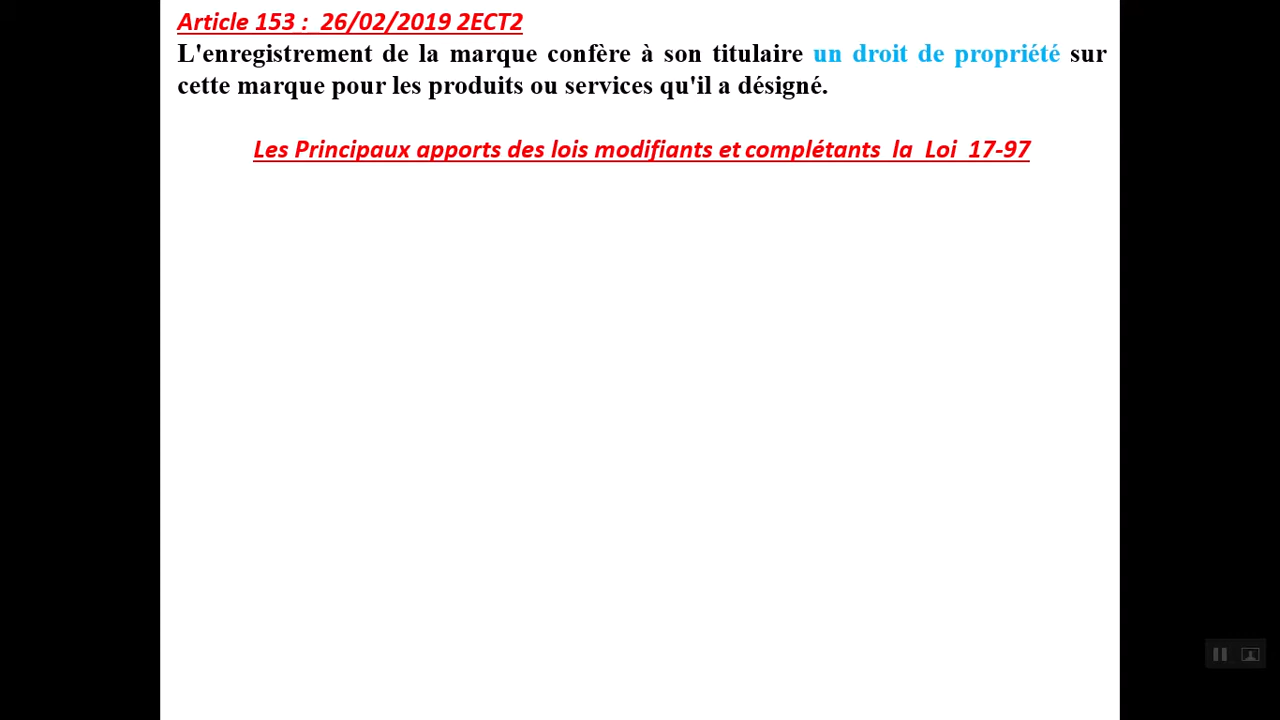 Article 153 : 26/02/2019 2ECT2
L'enregistrement de la marque confère à son titulaire un droit de propriété sur
cette marque pour les produits ou services qu'il a désigné.
Les Principaux apports des lois modifiants et complétants la Loi 17-97